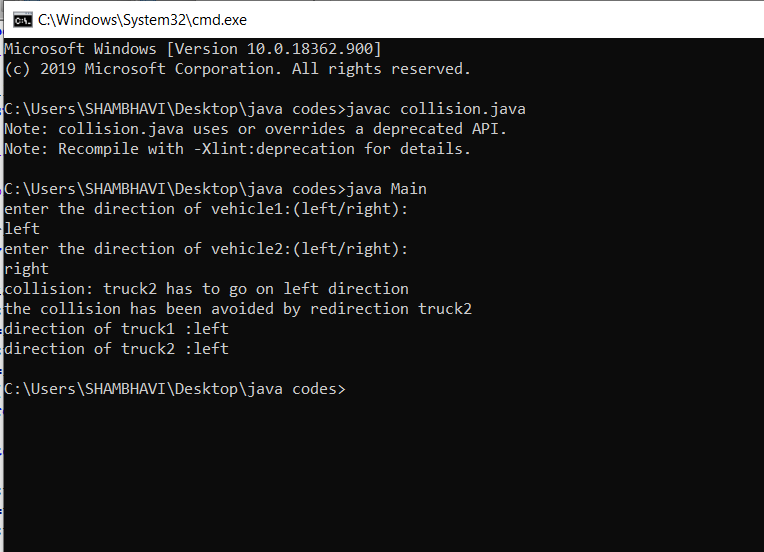 C:\Windows\System32\cmd.exe
Microsoft Windows [Version 10.0.18362.900]
(c) 2019 Microsoft Corporation. All rights reserved.
C:\Users\SHAMBHAVI\Desktop\java codes>javac collision.java
Note: collision.java uses or overrides a deprecated API.
Note: Recompile with -Xlint:deprecation for details.
C:\Users\SHAMBHAVI\Desktop\java codes>java Main
enter the direction of vehicle1:(left/right):
left
enter the direction of vehicle2:(left/right):
right
collision: truck2 has to go on left direction
the collision has been avoided by redirection truck2
direction of truck1 :left
direction of truck2 :left
C:\Users\SHAMBHAVI\Desktop\java codes>